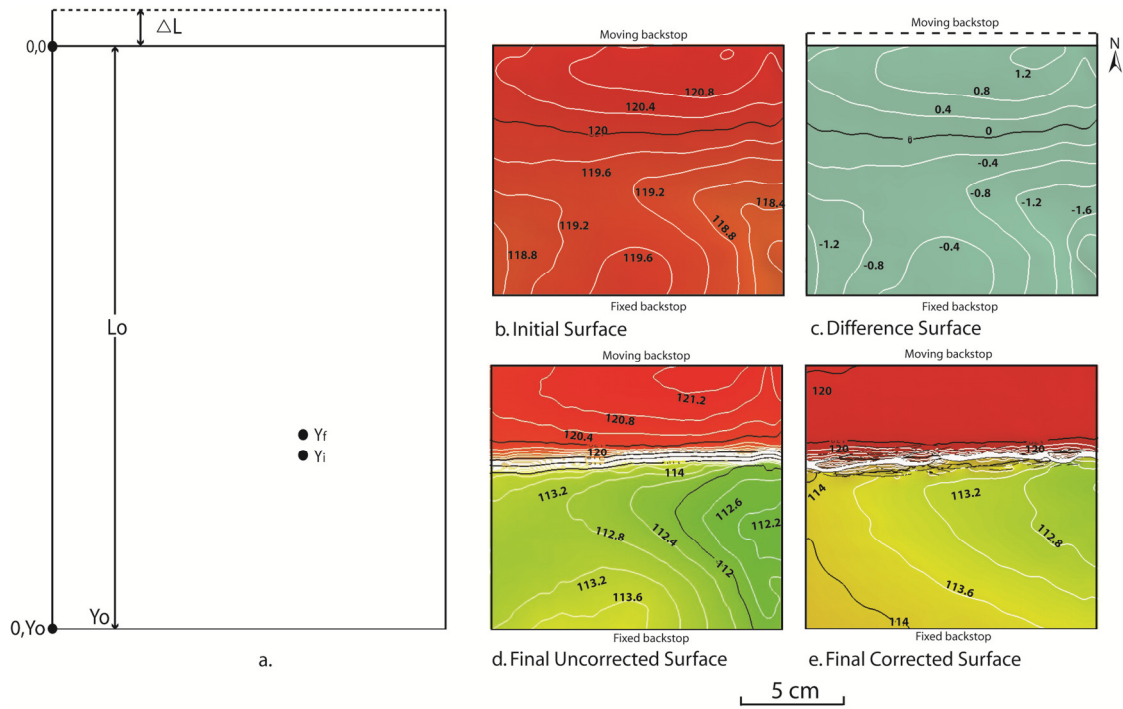 △L
0,0
Lo
Yf
Yi
0,Yo
Yo
a.
Moving backstop
120.8
120.4
120
119.6
119.2
118.4
119.2
118.8
118.8
119.6
Fixed backstop
b. Initial Surface
Moving backstop
N
1.2
0.8
0.4
0
0
-0.4
-0.8
-1.2
-1.6
-1.2
-0.4
-0.8
Fixed backstop
c. Difference Surface
Moving backstop
121.2
120.8
120.4
120
114
113.2
112.6
112.2
112.8
112.4
112
113.2
113.6
Fixed backstop
d. Final Uncorrected Surface
Moving backstop
120
120
120
114
113.2
112.8
113.6
114
Fixed backstop
e. Final Corrected Surface
5 cm